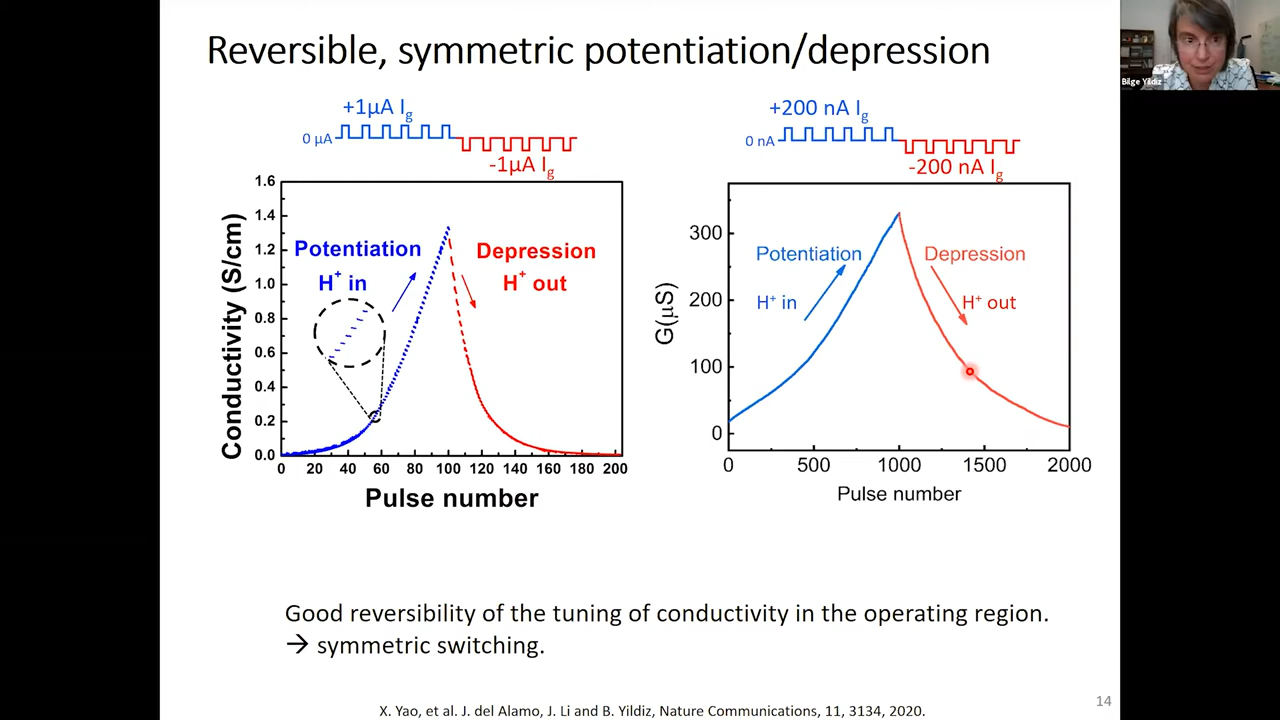 Reversible, symmetric potentiation/depression
Bilge Yildiz
+1µA Ig
0 µA
-1µA Ig
+200 nA Ig
0 nA
-200 nA Ig
Conductivity (S/cm)
1.6
1.4
1.2
1.0
0.8
0.6
0.4
0.2
0.0
Potentiation
H+ in
Depression
H+ out
0 20 40 60 80 100 120 140 160 180 200
Pulse number
G(µS)
300
200
100
0
Potentiation
H+ in
Depression
H+ out
0 500 1000 1500 2000
Pulse number
Good reversibility of the tuning of conductivity in the operating region.
→ symmetric switching.
14
X. Yao, et al. J. del Alamo, J. Li and B. Yildiz, Nature Communications, 11, 3134, 2020.